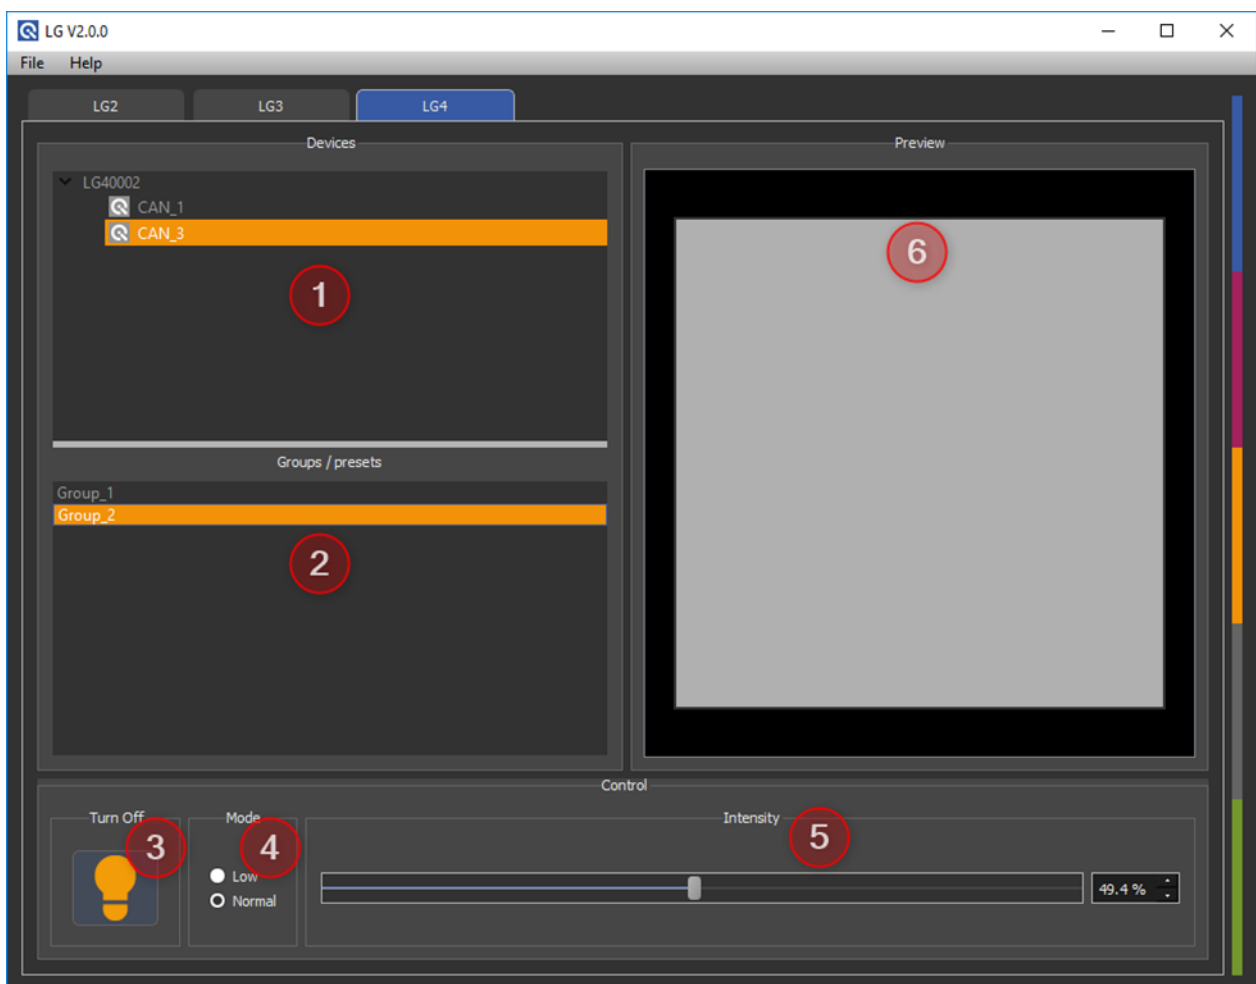 LG V2.0.0
File Help
LG2 LG3 LG4
Devices
LG40002
CAN_1
CAN_3
1
Groups / presets
Group_1
Group_2
2
Preview
6
Control
Turn Off
3
Mode
4
Low
Normal
Intensity
5
49.4 %